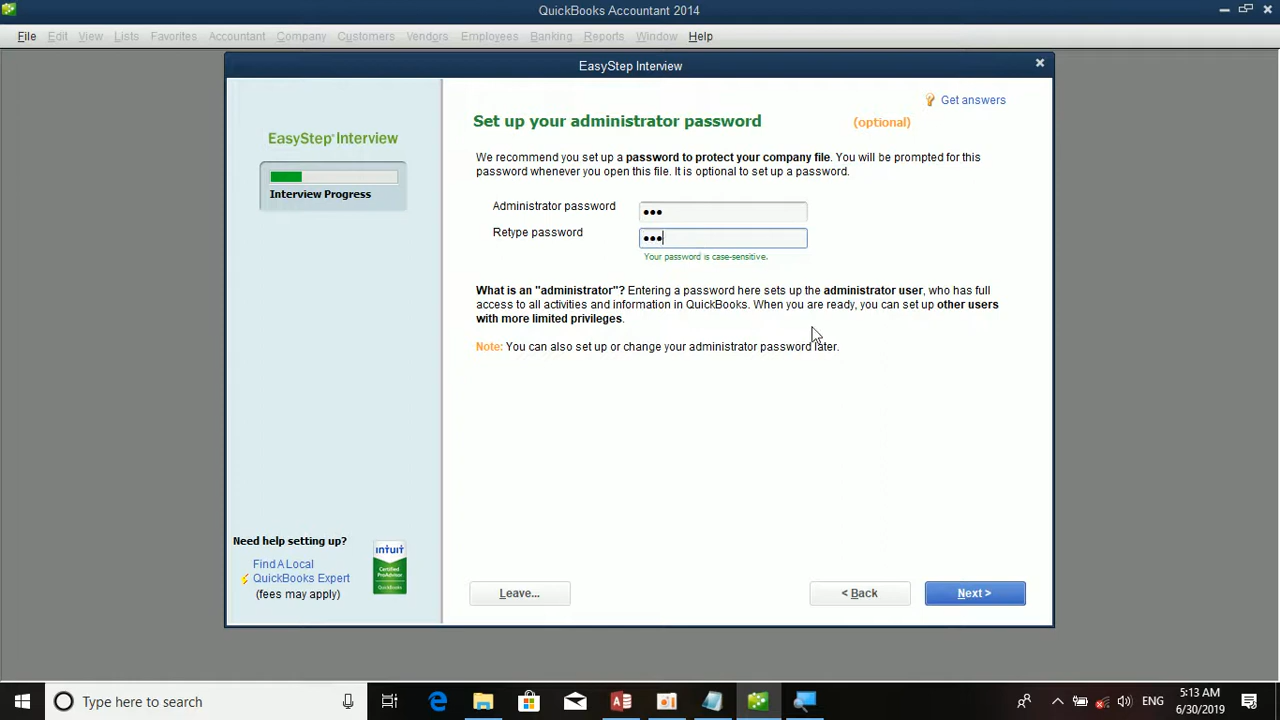 QuickBooks Accountant 2014
File Edit View Lists Favorites Accountant Company Customers Vendors Employees Banking Reports Window Help
EasyStep Interview
Get answers
EasyStep Interview
Interview Progress
Set up your administrator password (optional)
We recommend you set up a password to protect your company file. You will be prompted for this
password whenever you open this file. It is optional to set up a password.
Administrator password
Retype password
Your password is case-sensitive.
What is an "administrator"? Entering a password here sets up the administrator user, who has full
access to all activities and information in QuickBooks. When you are ready, you can set up other users
with more limited privileges.
Note: You can also set up or change your administrator password later.
Need help setting up?
Find A Local
QuickBooks Expert
(fees may apply)
intuit
Certified
ProAdvisor
QuickBooks
Leave...
< Back
Next >
Type here to search
ENG
5:13 AM
6/30/2019